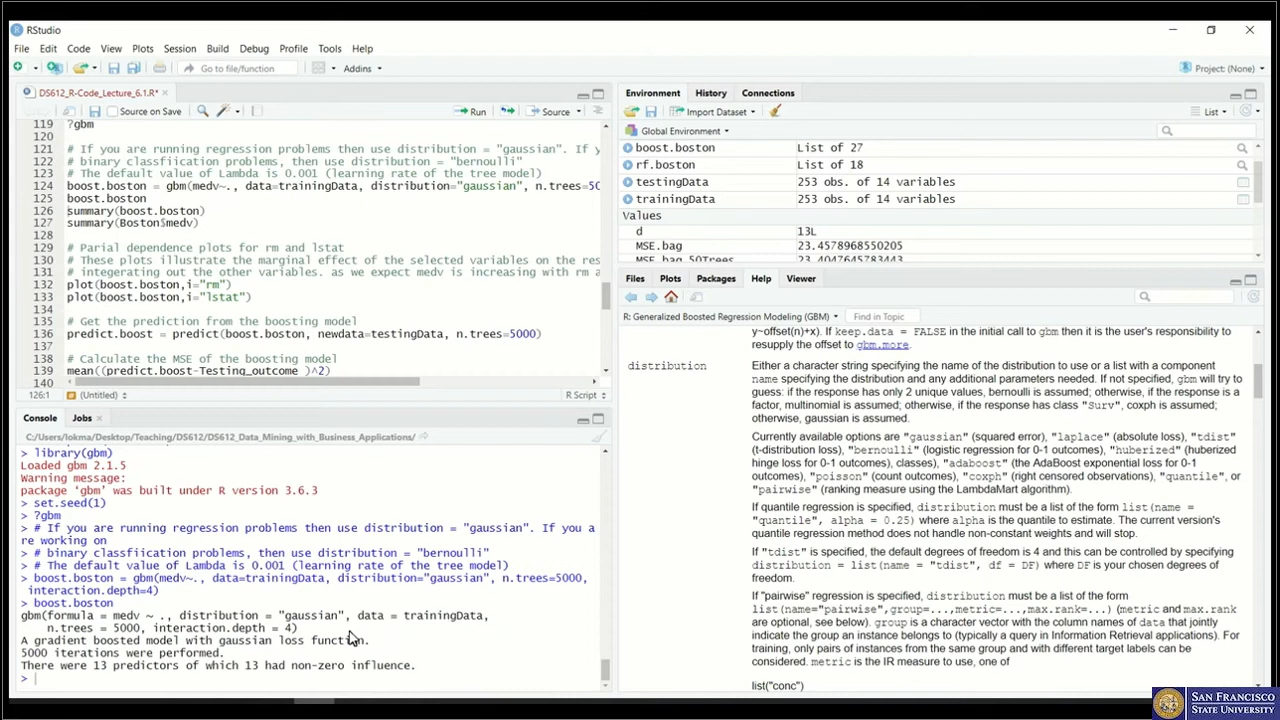 RStudio
File Edit Code View Plots Session Build Debug Profile Tools Help
Go to file/function Addins Project: (None)
DS612_R-Code_Lecture_6.1.R*
Source on Save Run Source
119 ?gbm
120
121 # If you are running regression problems then use distribution = "gaussian". If y
122 # binary classfiication problems, then use distribution = "bernoulli"
123 # The default value of Lambda is 0.001 (learning rate of the tree model)
124 boost.boston = gbm(medv~., data=trainingData, distribution="gaussian", n.trees=50
125 boost.boston
126 summary(boost.boston)
127 summary(Boston$medv)
128
129 # Parial dependence plots for rm and lstat
130 # These plots illustrate the marginal effect of the selected variables on the res
131 # integerating out the other variables. as we expect medv is increasing with rm a
132 plot(boost.boston,i="rm")
133 plot(boost.boston,i="lstat")
134
135 # Get the prediction from the boosting model
136 predict.boost = predict(boost.boston, newdata=testingData, n.trees=5000)
137
138 # Calculate the MSE of the boosting model
139 mean((predict.boost-Testing_outcome )^2)
140
126:1 (Untitled) R Script
Console Jobs
C:/Users/lokma/Desktop/Teaching/DS612/DS612_Data_Mining_with_Business_Applications/
> library(gbm)
Loaded gbm 2.1.5
Warning message:
package ‘gbm’ was built under R version 3.6.3
> set.seed(1)
> ?gbm
> # If you are running regression problems then use distribution = "gaussian". If you a
re working on
> # binary classfiication problems, then use distribution = "bernoulli"
> # The default value of Lambda is 0.001 (learning rate of the tree model)
> boost.boston = gbm(medv~., data=trainingData, distribution="gaussian", n.trees=5000,
interaction.depth=4)
> boost.boston
gbm(formula = medv ~ ., distribution = "gaussian", data = trainingData,
n.trees = 5000, interaction.depth = 4)
A gradient boosted model with gaussian loss function.
5000 iterations were performed.
There were 13 predictors of which 13 had non-zero influence.
>
Environment History Connections
Import Dataset List
Global Environment
boost.boston List of 27
rf.boston List of 18
testingData 253 obs. of 14 variables
trainingData 253 obs. of 14 variables
Values
d 13L
MSE.bag 23.4578968550205
MSE.bag.50Trees 23.4047645783443
Files Plots Packages Help Viewer
R: Generalized Boosted Regression Modeling (GBM) Find in Topic
y~offset(n)+x). If keep.data = FALSE in the initial call to gbm then it is the user's responsibility to
resupply the offset to gbm.more.
distribution Either a character string specifying the name of the distribution to use or a list with a component
name specifying the distribution and any additional parameters needed. If not specified, gbm will try to
guess: if the response has only 2 unique values, bernoulli is assumed; otherwise, if the response is a
factor, multinomial is assumed; otherwise, if the response has class "Surv", coxph is assumed;
otherwise, gaussian is assumed.
Currently available options are "gaussian" (squared error), "laplace" (absolute loss), "tdist"
(t-distribution loss), "bernoulli" (logistic regression for 0-1 outcomes), "huberized" (huberized
hinge loss for 0-1 outcomes), classes), "adaboost" (the AdaBoost exponential loss for 0-1
outcomes), "poisson" (count outcomes), "coxph" (right censored observations), "quantile", or
"pairwise" (ranking measure using the LambdaMart algorithm).
If quantile regression is specified, distribution must be a list of the form list(name =
"quantile", alpha = 0.25) where alpha is the quantile to estimate. The current version's
quantile regression method does not handle non-constant weights and will stop.
If "tdist" is specified, the default degrees of freedom is 4 and this can be controlled by specifying
distribution = list(name = "tdist", df = DF) where DF is your chosen degrees of
freedom.
If "pairwise" regression is specified, distribution must be a list of the form
list(name="pairwise",group=...,metric=...,max.rank=...) (metric and max.rank
are optional, see below). group is a character vector with the column names of data that jointly
indicate the group an instance belongs to (typically a query in Information Retrieval applications). For
training, only pairs of instances from the same group and with different target labels can be
considered. metric is the IR measure to use, one of
list("conc")
SAN FRANCISCO
STATE UNIVERSITY